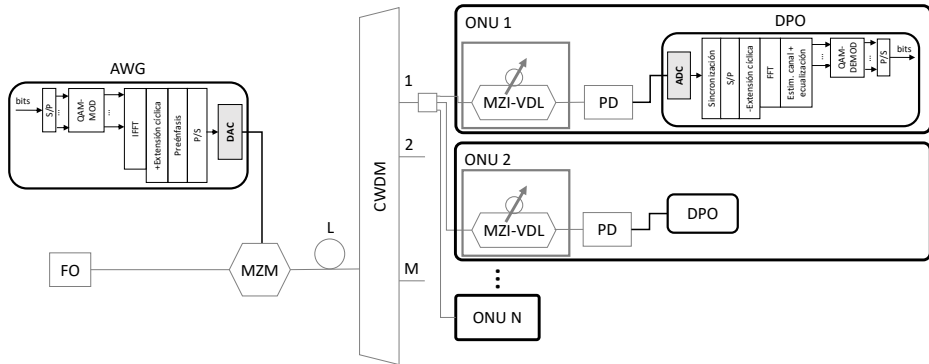 AWG
bits
S/P
...
QAM-
MOD
...
IFFT
+Extensión cíclica
Preénfasis
P/S
DAC
FO
MZM
L
CWDM
1
2
M
ONU 1
MZI-VDL
PD
DPO
ADC
Sincronización
S/P
-Extensión cíclica
FFT
Estim. canal +
ecualización
...
QAM-
DEMOD
...
P/S
bits
ONU 2
MZI-VDL
PD
DPO
...
ONU N